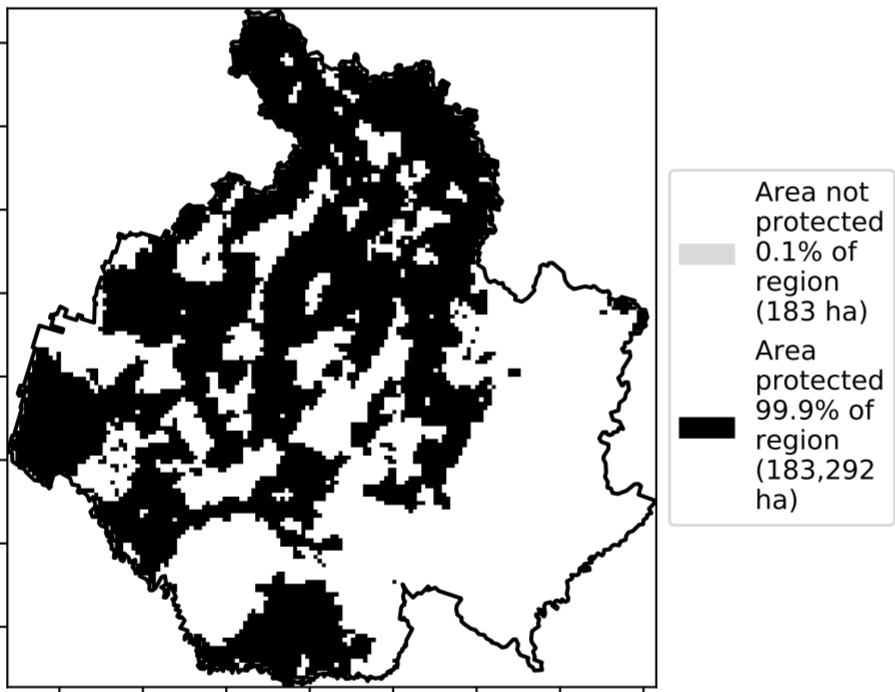 Area not
protected
0.1% of
region
(183 ha)
Area
protected
99.9% of
region
(183,292
ha)